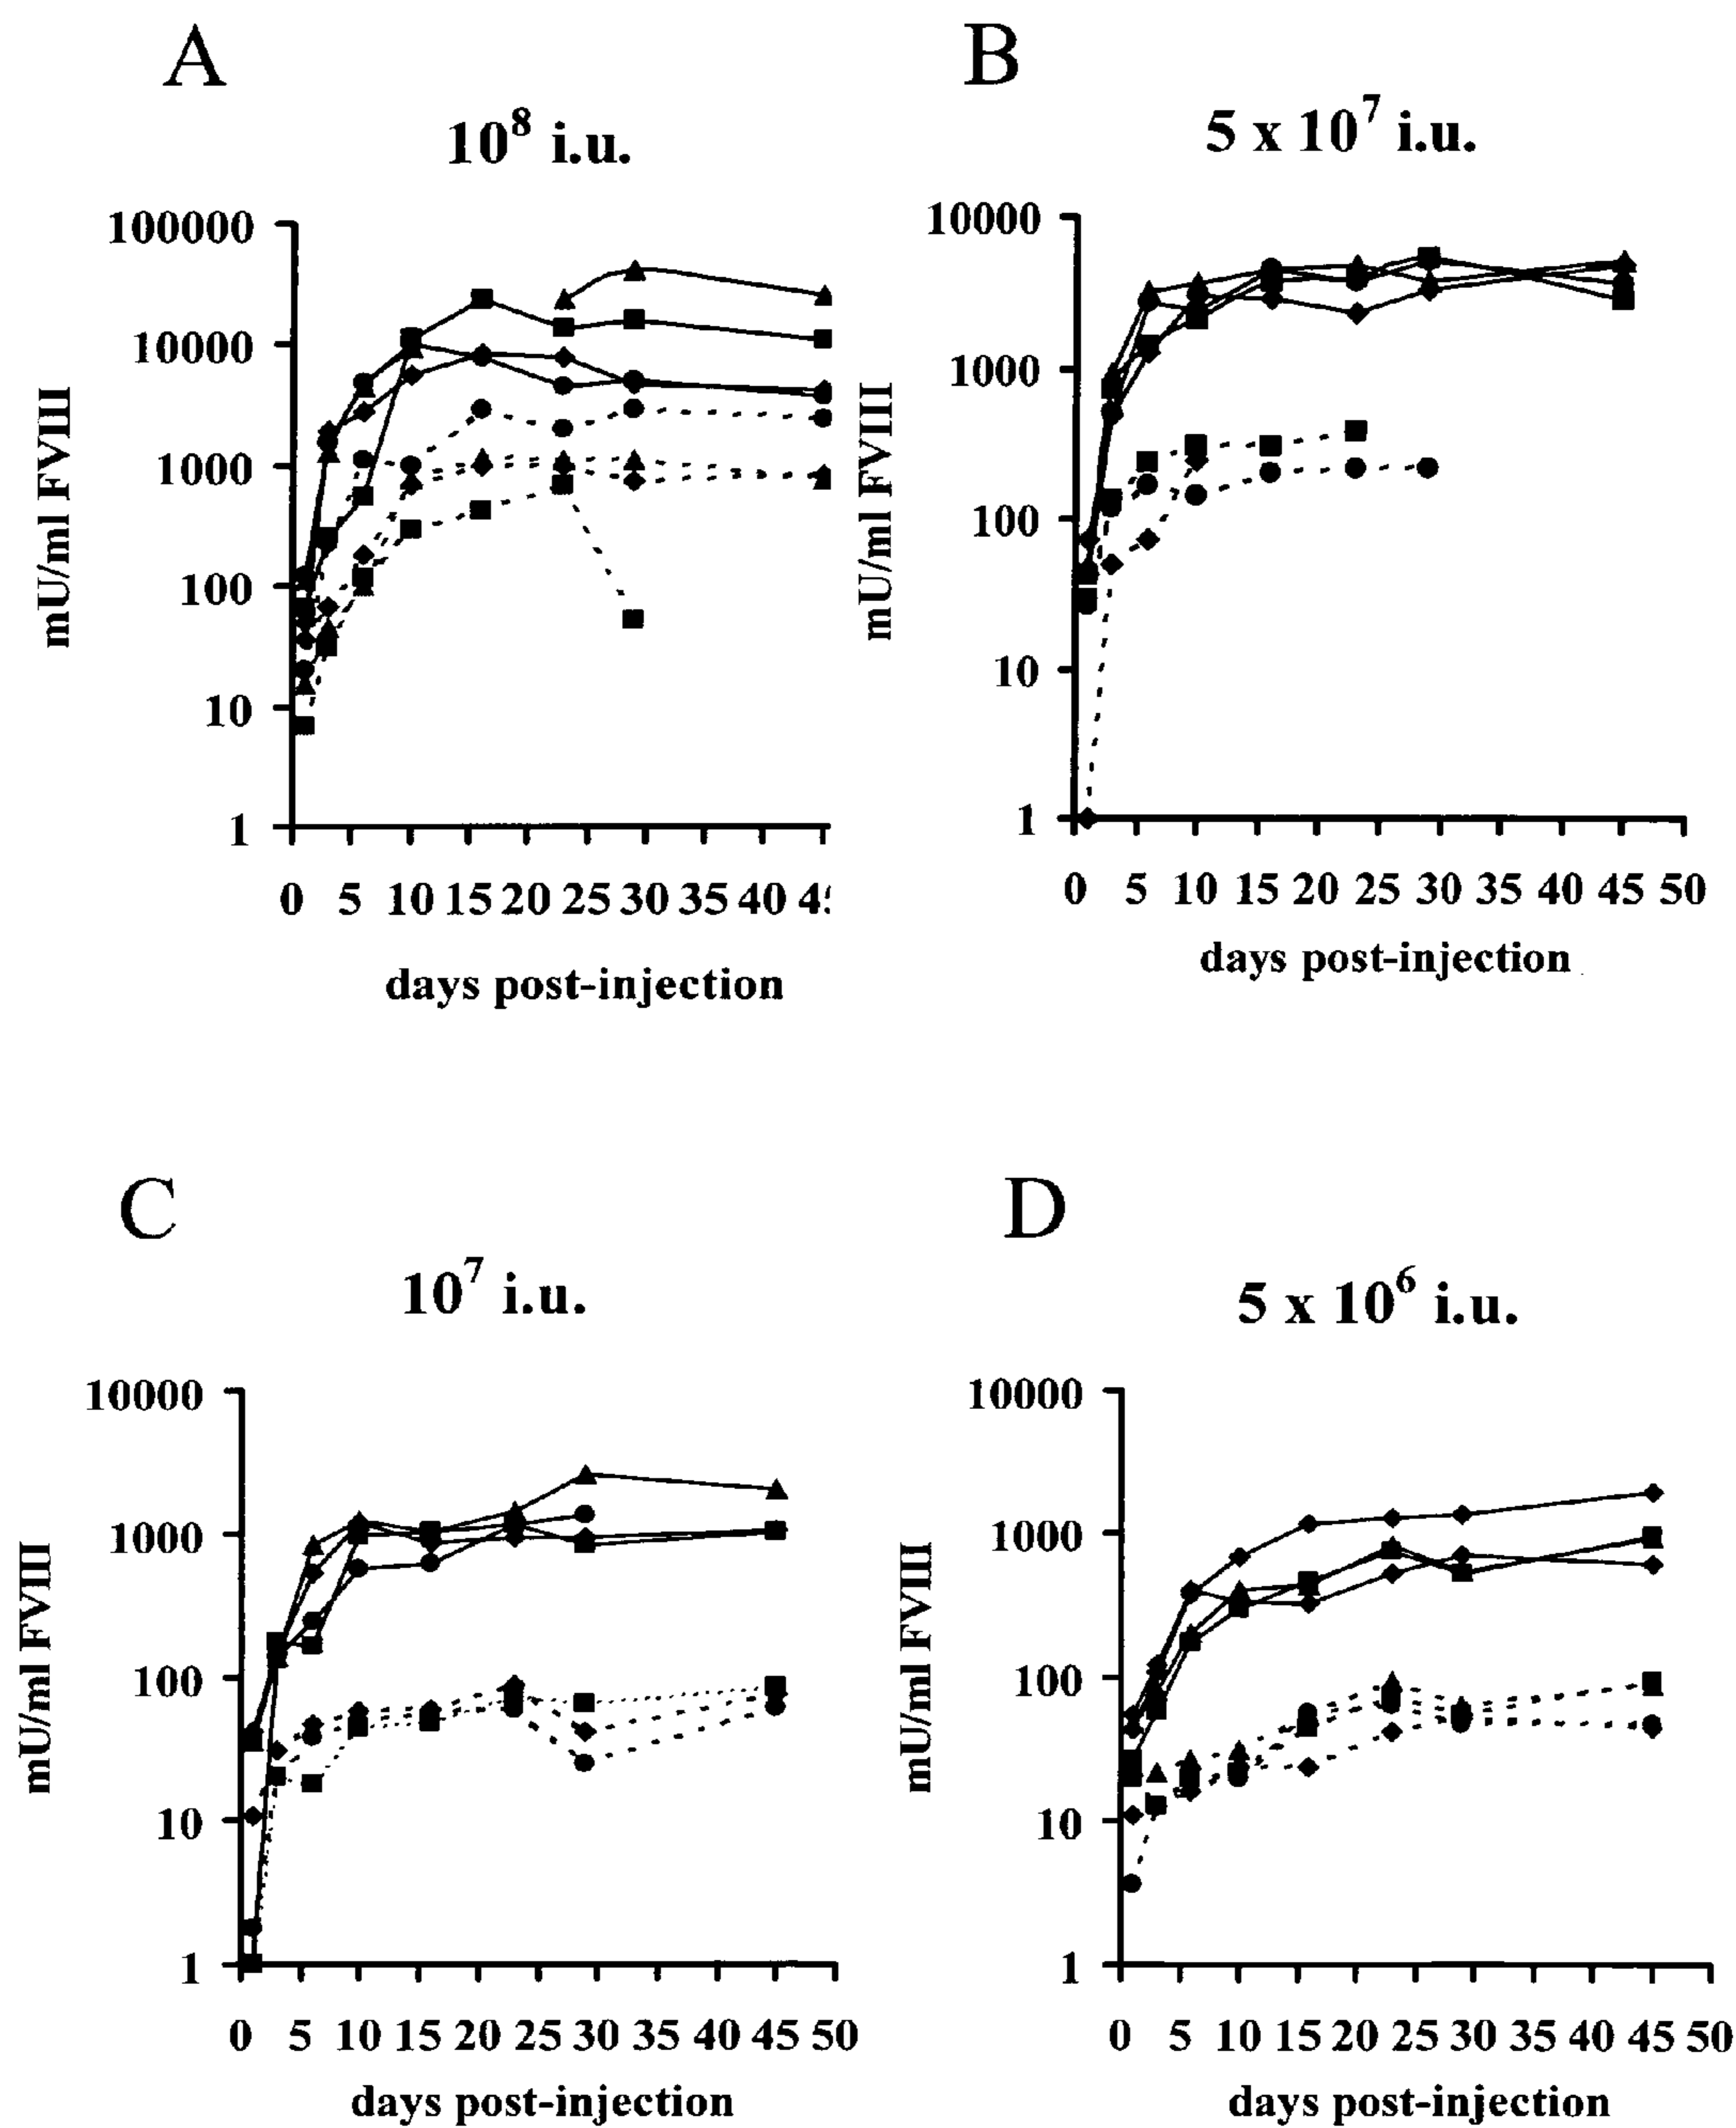 A
10⁸ i.u.
100000
10000
1000
100
10
1
mU/ml FVIII
0 5 10 15 20 25 30 35 40
days post-injection
B
5 x 10⁷ i.u.
10000
1000
100
10
1
mU/ml FVIII
0 5 10 15 20 25 30 35 40 45 50
days post-injection
C
10⁷ i.u.
10000
1000
100
10
1
mU/ml FVIII
0 5 10 15 20 25 30 35 40 45 50
days post-injection
D
5 x 10⁶ i.u.
10000
1000
100
10
1
mU/ml FVIII
0 5 10 15 20 25 30 35 40 45 50
days post-injection